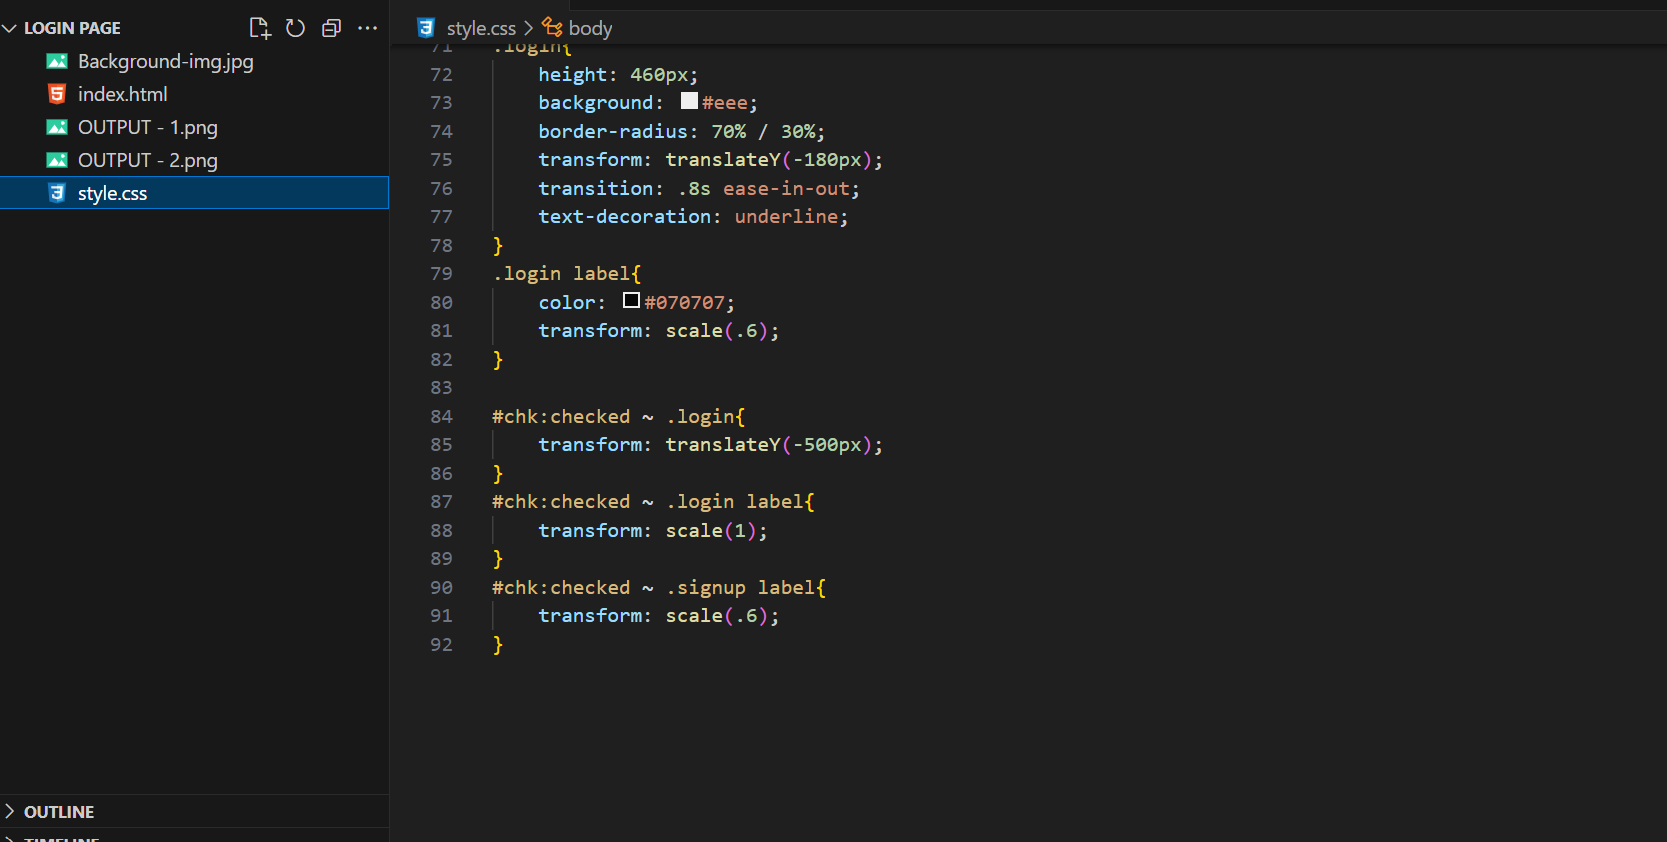 LOGIN PAGE
Background-img.jpg
index.html
OUTPUT - 1.png
OUTPUT - 2.png
style.css
OUTLINE
TIMELINE
style.css > body
71 .login{
72     height: 460px;
73     background: #eee;
74     border-radius: 70% / 30%;
75     transform: translateY(-180px);
76     transition: .8s ease-in-out;
77     text-decoration: underline;
78 }
79 .login label{
80     color: #070707;
81     transform: scale(.6);
82 }
83
84 #chk:checked ~ .login{
85     transform: translateY(-500px);
86 }
87 #chk:checked ~ .login label{
88     transform: scale(1);
89 }
90 #chk:checked ~ .signup label{
91     transform: scale(.6);
92 }